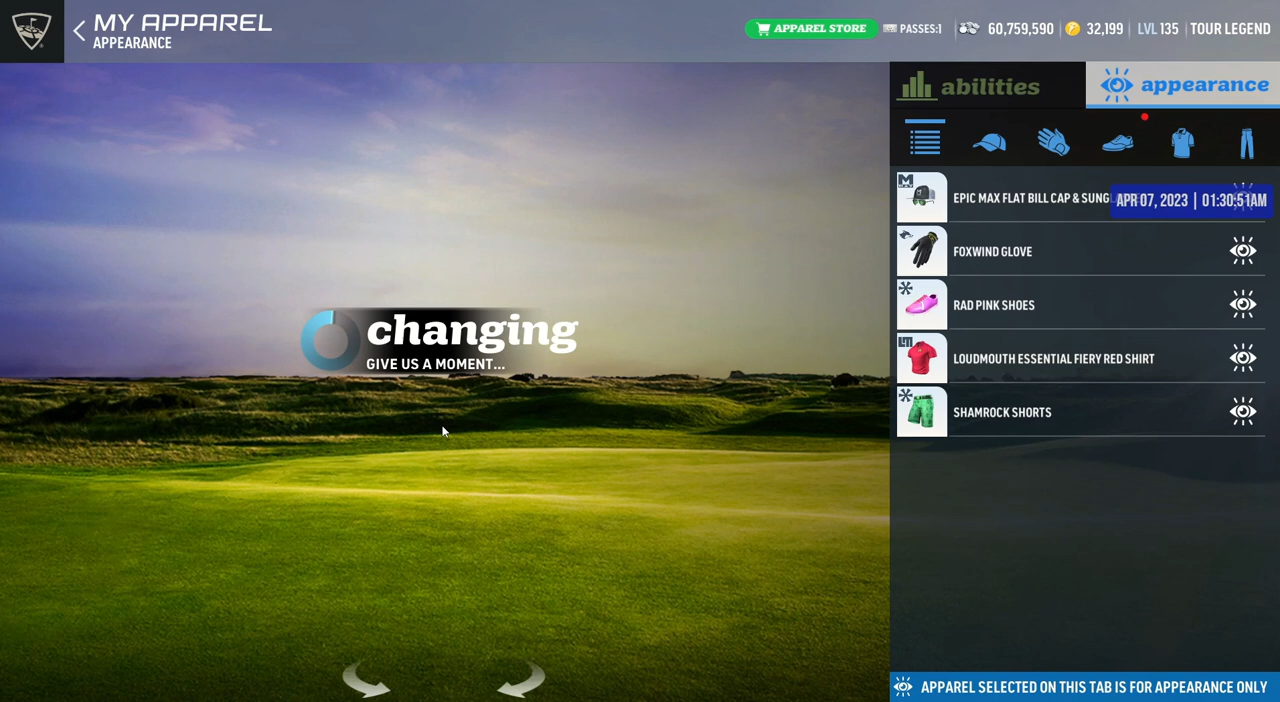 MY APPAREL
APPEARANCE
APPAREL STORE
PASSES:1
60,759,590
32,199
LVL 135
TOUR LEGEND
abilities
appearance
EPIC MAX FLAT BILL CAP &
APR 07, 2023 | 01:30:51AM
FOXWIND GLOVE
RAD PINK SHOES
LOUDMOUTH ESSENTIAL FIERY RED SHIRT
SHAMROCK SHORTS
changing
GIVE US A MOMENT...
APPAREL SELECTED ON THIS TAB IS FOR APPEARANCE ONLY